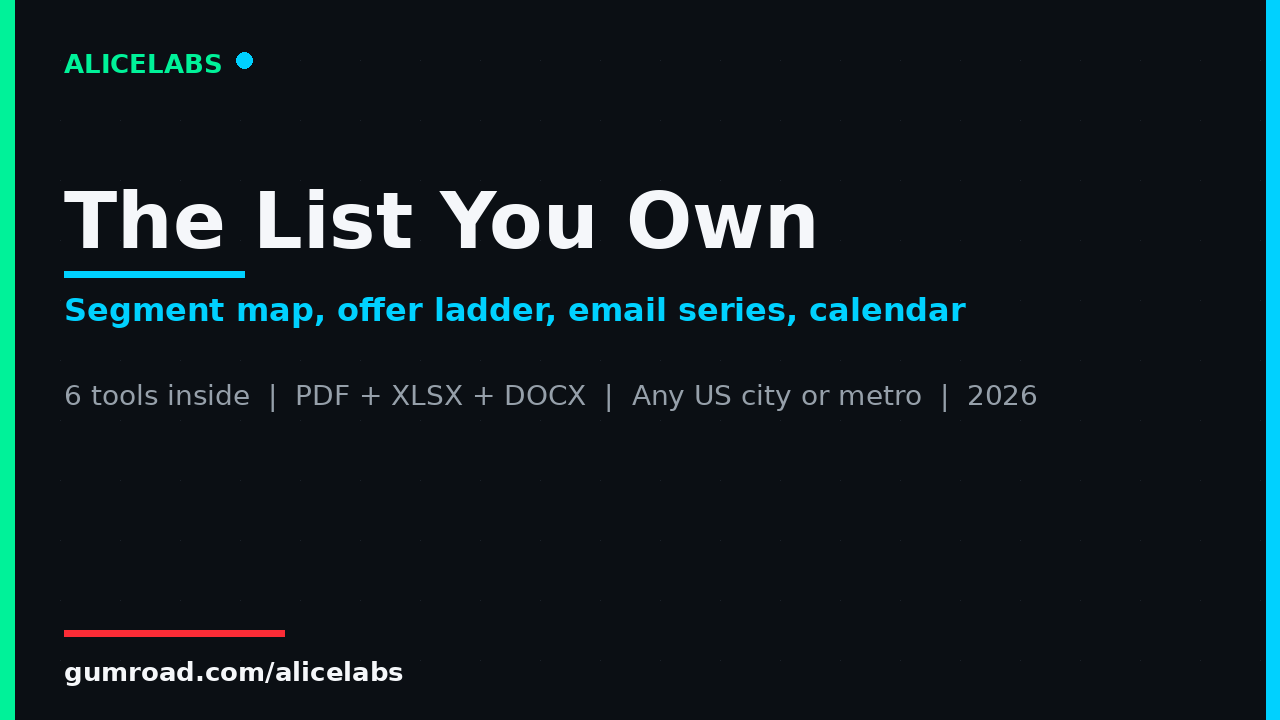 ALICELABS
The List You Own
Segment map, offer ladder, email series, calendar
6 tools inside | PDF + XLSX + DOCX | Any US city or metro | 2026
gumroad.com/alicelabs